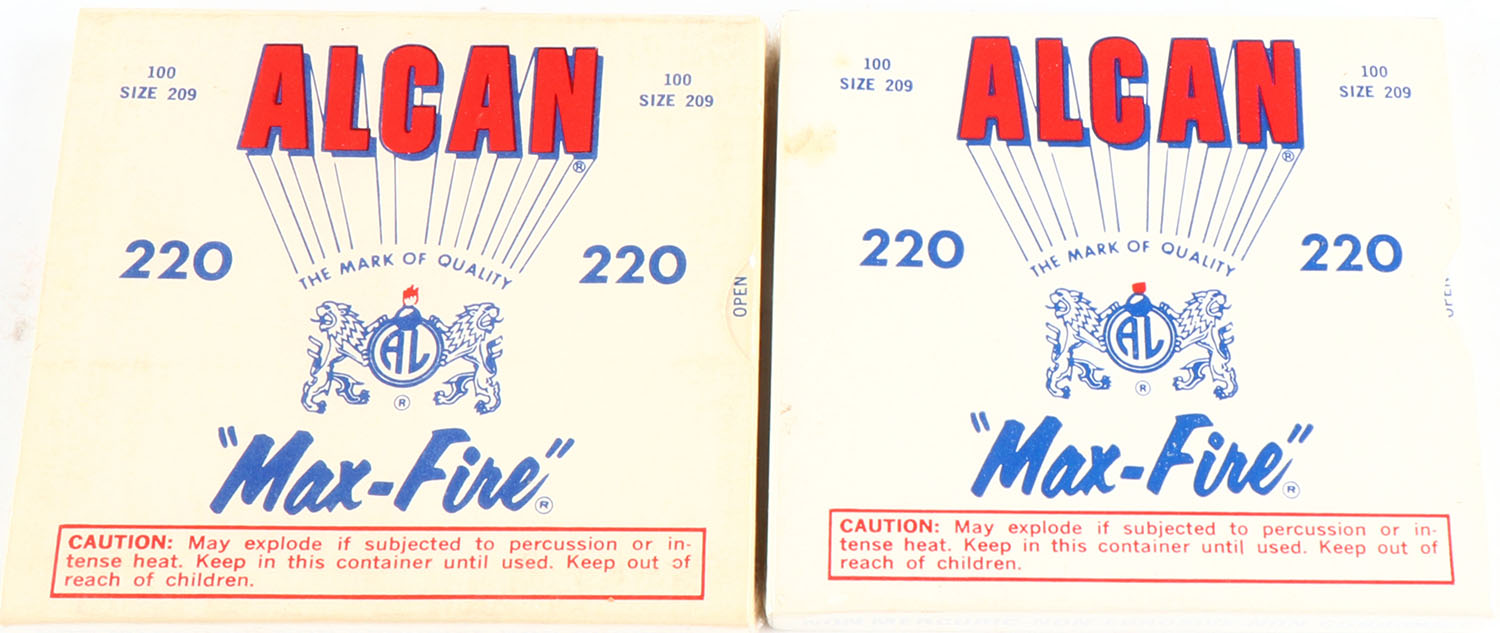 100
SIZE 209
ALCAN
®
100
SIZE 209
220
220
THE MARK OF QUALITY
AL
®
OPEN
"Max-Fire"®
CAUTION: May explode if subjected to percussion or in-
tense heat. Keep in this container until used. Keep out of
reach of children.
100
SIZE 209
ALCAN
®
100
SIZE 209
220
220
THE MARK OF QUALITY
AL
®
OPEN
"Max-Fire"®
CAUTION: May explode if subjected to percussion or in-
tense heat. Keep in this container until used. Keep out of
reach of children.